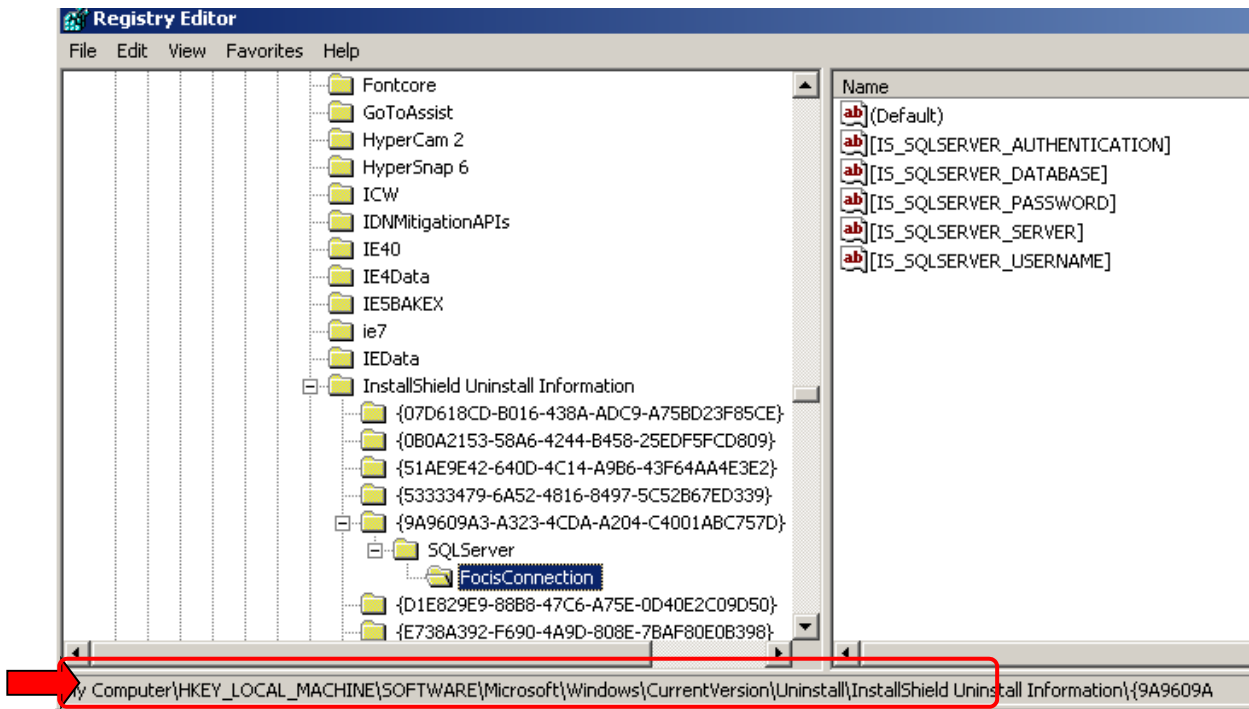 Registry Editor
File Edit View Favorites Help
Fontcore
GoToAssist
HyperCam 2
HyperSnap 6
ICW
IDNMitigationAPIs
IE40
IE4Data
IE5BAKEX
ie7
IEData
InstallShield Uninstall Information
{07D618CD-B016-438A-ADC9-A75BD23F85CE}
{0B0A2153-58A6-4244-B458-25EDF5FCD809}
{51AE9E42-640D-4C14-A9B6-43F64AA4E3E2}
{53333479-6A52-4816-8497-5C52B67ED339}
{9A9609A3-A323-4CDA-A204-C4001ABC757D}
SQLServer
FocisConnection
{D1E829E9-88B8-47C6-A75E-0D40E2C09D50}
{E738A392-F690-4A9D-808E-7BAF80E0B398}
Name
(Default)
[IS_SQLSERVER_AUTHENTICATION]
[IS_SQLSERVER_DATABASE]
[IS_SQLSERVER_PASSWORD]
[IS_SQLSERVER_SERVER]
[IS_SQLSERVER_USERNAME]
My Computer\HKEY_LOCAL_MACHINE\SOFTWARE\Microsoft\Windows\CurrentVersion\Uninstall\InstallShield Uninstall Information\{9A9609A